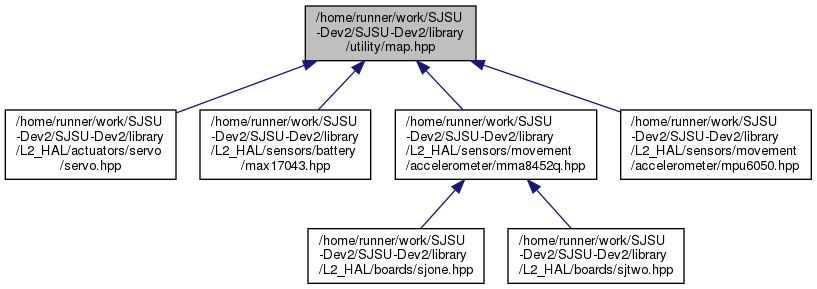 /home/runner/work/SJSU
-Dev2/SJSU-Dev2/library
/utility/map.hpp
/home/runner/work/SJSU
-Dev2/SJSU-Dev2/library
/L2_HAL/actuators/servo
/servo.hpp
/home/runner/work/SJSU
-Dev2/SJSU-Dev2/library
/L2_HAL/sensors/battery
/max17043.hpp
/home/runner/work/SJSU
-Dev2/SJSU-Dev2/library
/L2_HAL/sensors/movement
/accelerometer/mma8452q.hpp
/home/runner/work/SJSU
-Dev2/SJSU-Dev2/library
/L2_HAL/sensors/movement
/accelerometer/mpu6050.hpp
/home/runner/work/SJSU
-Dev2/SJSU-Dev2/library
/L2_HAL/boards/sjone.hpp
/home/runner/work/SJSU
-Dev2/SJSU-Dev2/library
/L2_HAL/boards/sjtwo.hpp